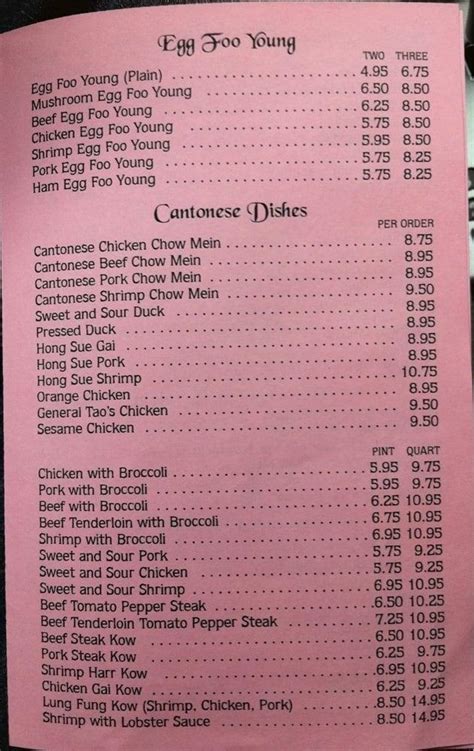 Egg Foo Young
TWO THREE
Egg Foo Young (Plain) 4.95 6.75
Mushroom Egg Foo Young 6.50 8.50
Beef Egg Foo Young 6.25 8.50
Chicken Egg Foo Young 5.75 8.50
Shrimp Egg Foo Young 5.95 8.50
Pork Egg Foo Young 5.75 8.25
Ham Egg Foo Young 5.75 8.25
Cantonese Dishes
PER ORDER
Cantonese Chicken Chow Mein 8.75
Cantonese Beef Chow Mein 8.95
Cantonese Pork Chow Mein 8.95
Cantonese Shrimp Chow Mein 9.50
Sweet and Sour Duck 8.95
Pressed Duck 8.95
Hong Sue Gai 8.95
Hong Sue Pork 8.95
Hong Sue Shrimp 10.75
Orange Chicken 8.95
General Tao's Chicken 9.50
Sesame Chicken 9.50
PINT QUART
Chicken with Broccoli 5.95 9.75
Pork with Broccoli 5.95 9.75
Beef with Broccoli 6.25 10.95
Beef Tenderloin with Broccoli 6.75 10.95
Shrimp with Broccoli 6.95 10.95
Sweet and Sour Pork 5.75 9.25
Sweet and Sour Chicken 5.75 9.25
Sweet and Sour Shrimp 6.95 10.95
Beef Tomato Pepper Steak 6.50 10.25
Beef Tenderloin Tomato Pepper Steak 7.25 10.95
Beef Steak Kow 6.50 10.95
Pork Steak Kow 6.25 9.25
Shrimp Harr Kow 6.95 10.95
Chicken Gai Kow 6.25 9.25
Lung Fung Kow (Shrimp, Chicken, Pork) 8.50 14.95
Shrimp with Lobster Sauce 8.50 14.95